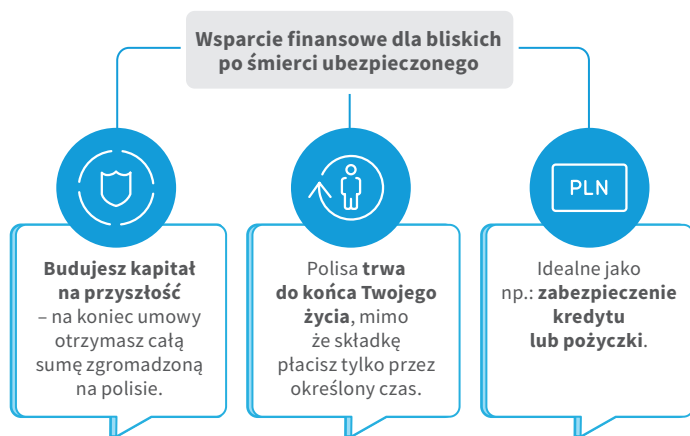 Wsparcie finansowe dla bliskich
po śmierci ubezpieczonego
Budujesz kapitał
na przyszłość
– na koniec umowy
otrzymasz całą
sumę zgromadzoną
na polisie.
Polisa trwa
do końca Twojego
życia, mimo
że składkę
płacisz tylko przez
określony czas.
PLN
Idealne jako
np.: zabezpieczenie
kredytu
lub pożyczki.